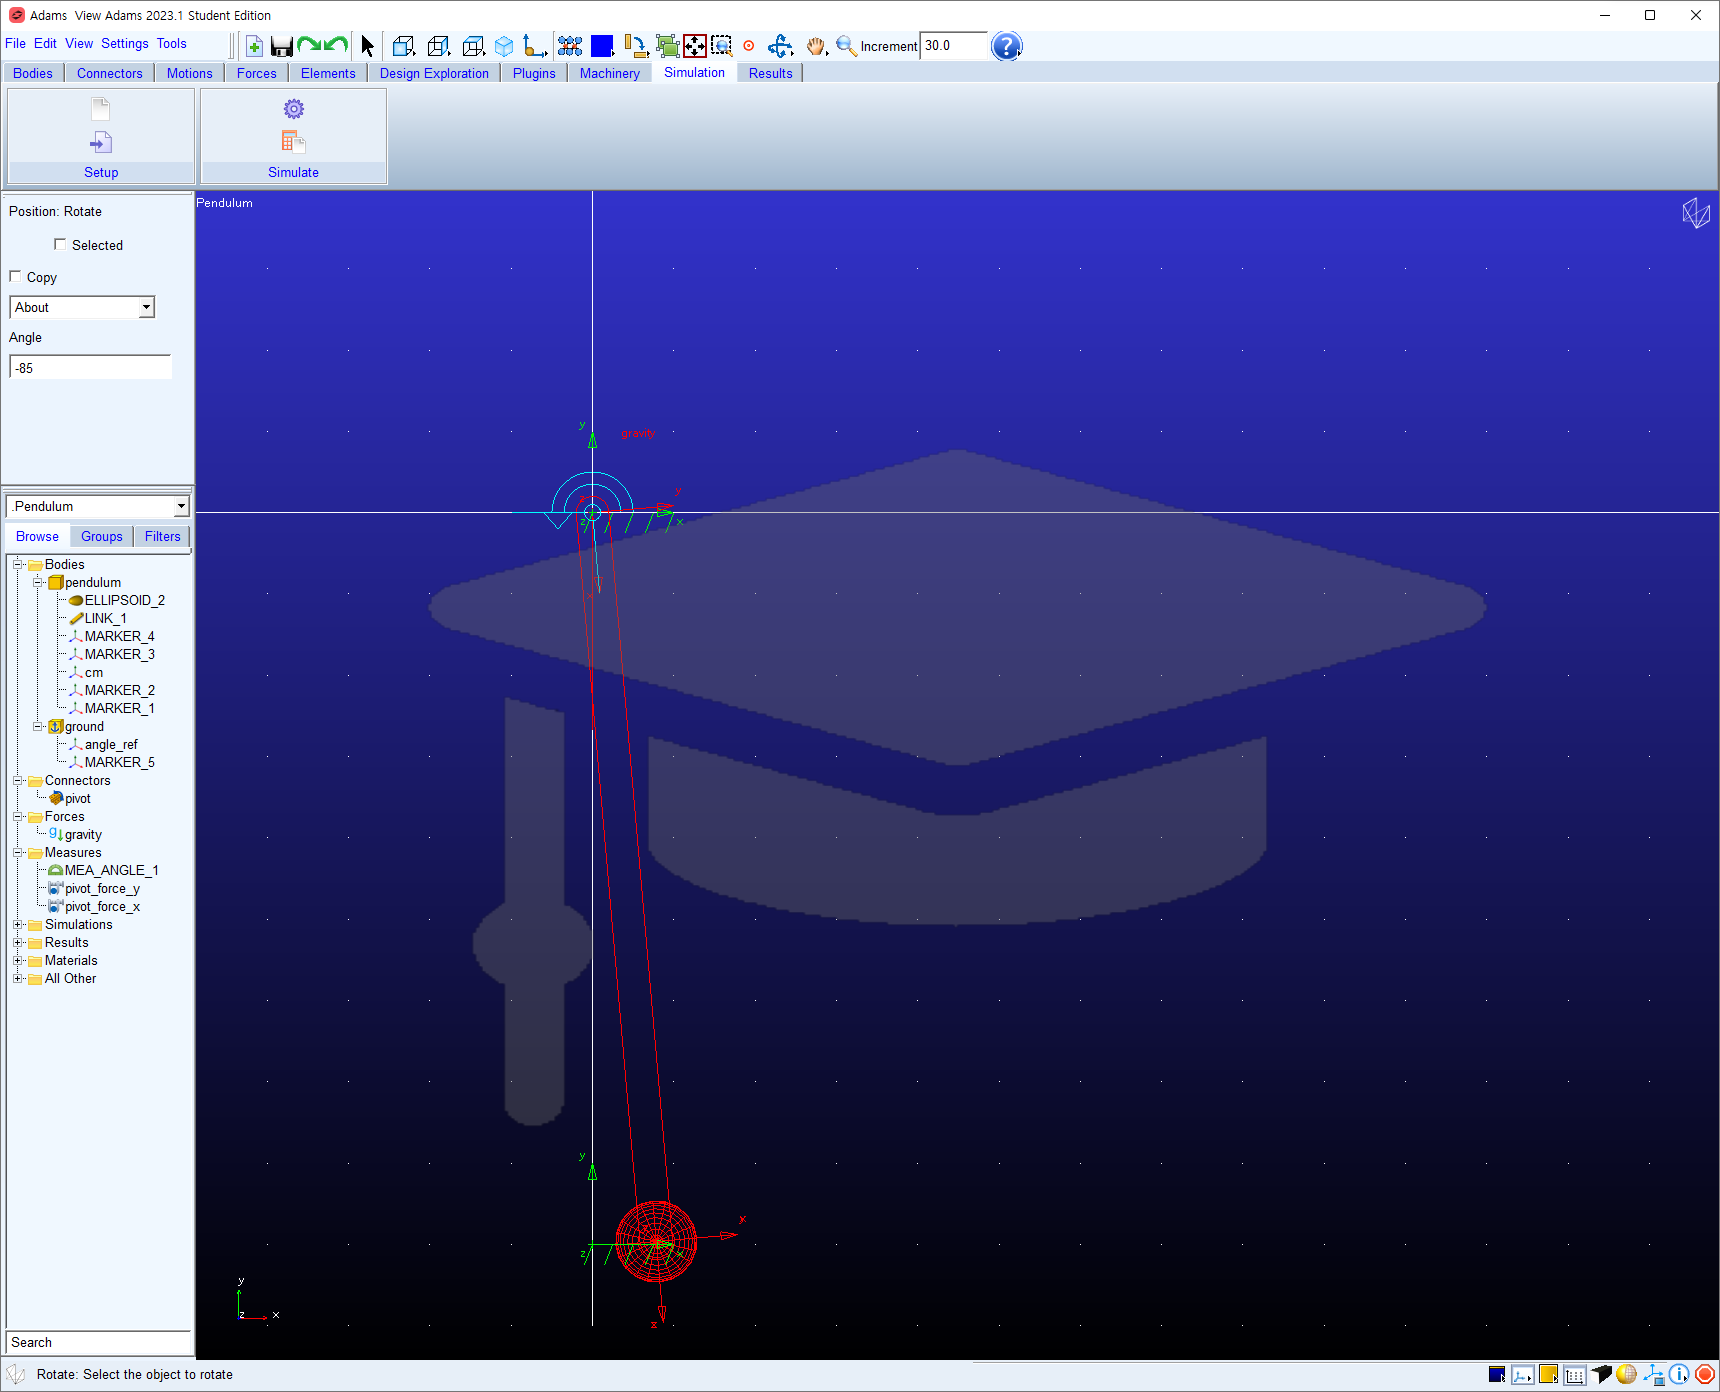 Adams View Adams 2023.1 Student Edition
File Edit View Settings Tools
Increment 30.0 ?
Bodies Connectors Motions Forces Elements Design Exploration Plugins Machinery Simulation Results
Setup Simulate
Position: Rotate
Selected
Copy
About
Angle
-85
.Pendulum
Browse Groups Filters
Bodies
pendulum
ELLIPSOID_2
LINK_1
MARKER_4
MARKER_3
cm
MARKER_2
MARKER_1
ground
angle_ref
MARKER_5
Connectors
pivot
Forces
gravity
Measures
MEA_ANGLE_1
pivot_force_y
pivot_force_x
Simulations
Results
Materials
All Other
Search
Pendulum
y
gravity
y
z
x
y
x
z
x
z
y
z x
Rotate: Select the object to rotate